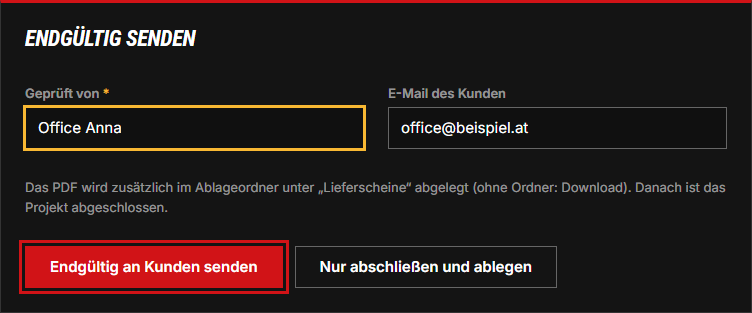 ENDGÜLTIG SENDEN
Geprüft von *
E-Mail des Kunden
Office Anna
office@beispiel.at
Das PDF wird zusätzlich im Ablageordner unter „Lieferscheine“ abgelegt (ohne Ordner: Download). Danach ist das
Projekt abgeschlossen.
Endgültig an Kunden senden
Nur abschließen und ablegen